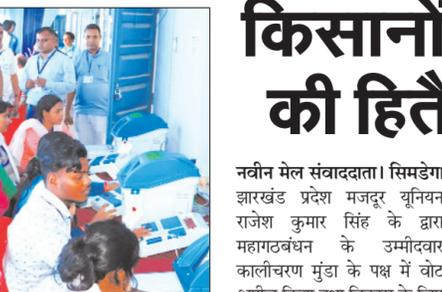 किसानों
की हितै
नवीन मेल संवाददाता। सिमडेगा
झारखंड प्रदेश मजदूर यूनियन
राजेश कुमार सिंह के द्वारा
महागठबंधन के उम्मीदवार
कालीचरण मुंडा के पक्ष में वोट